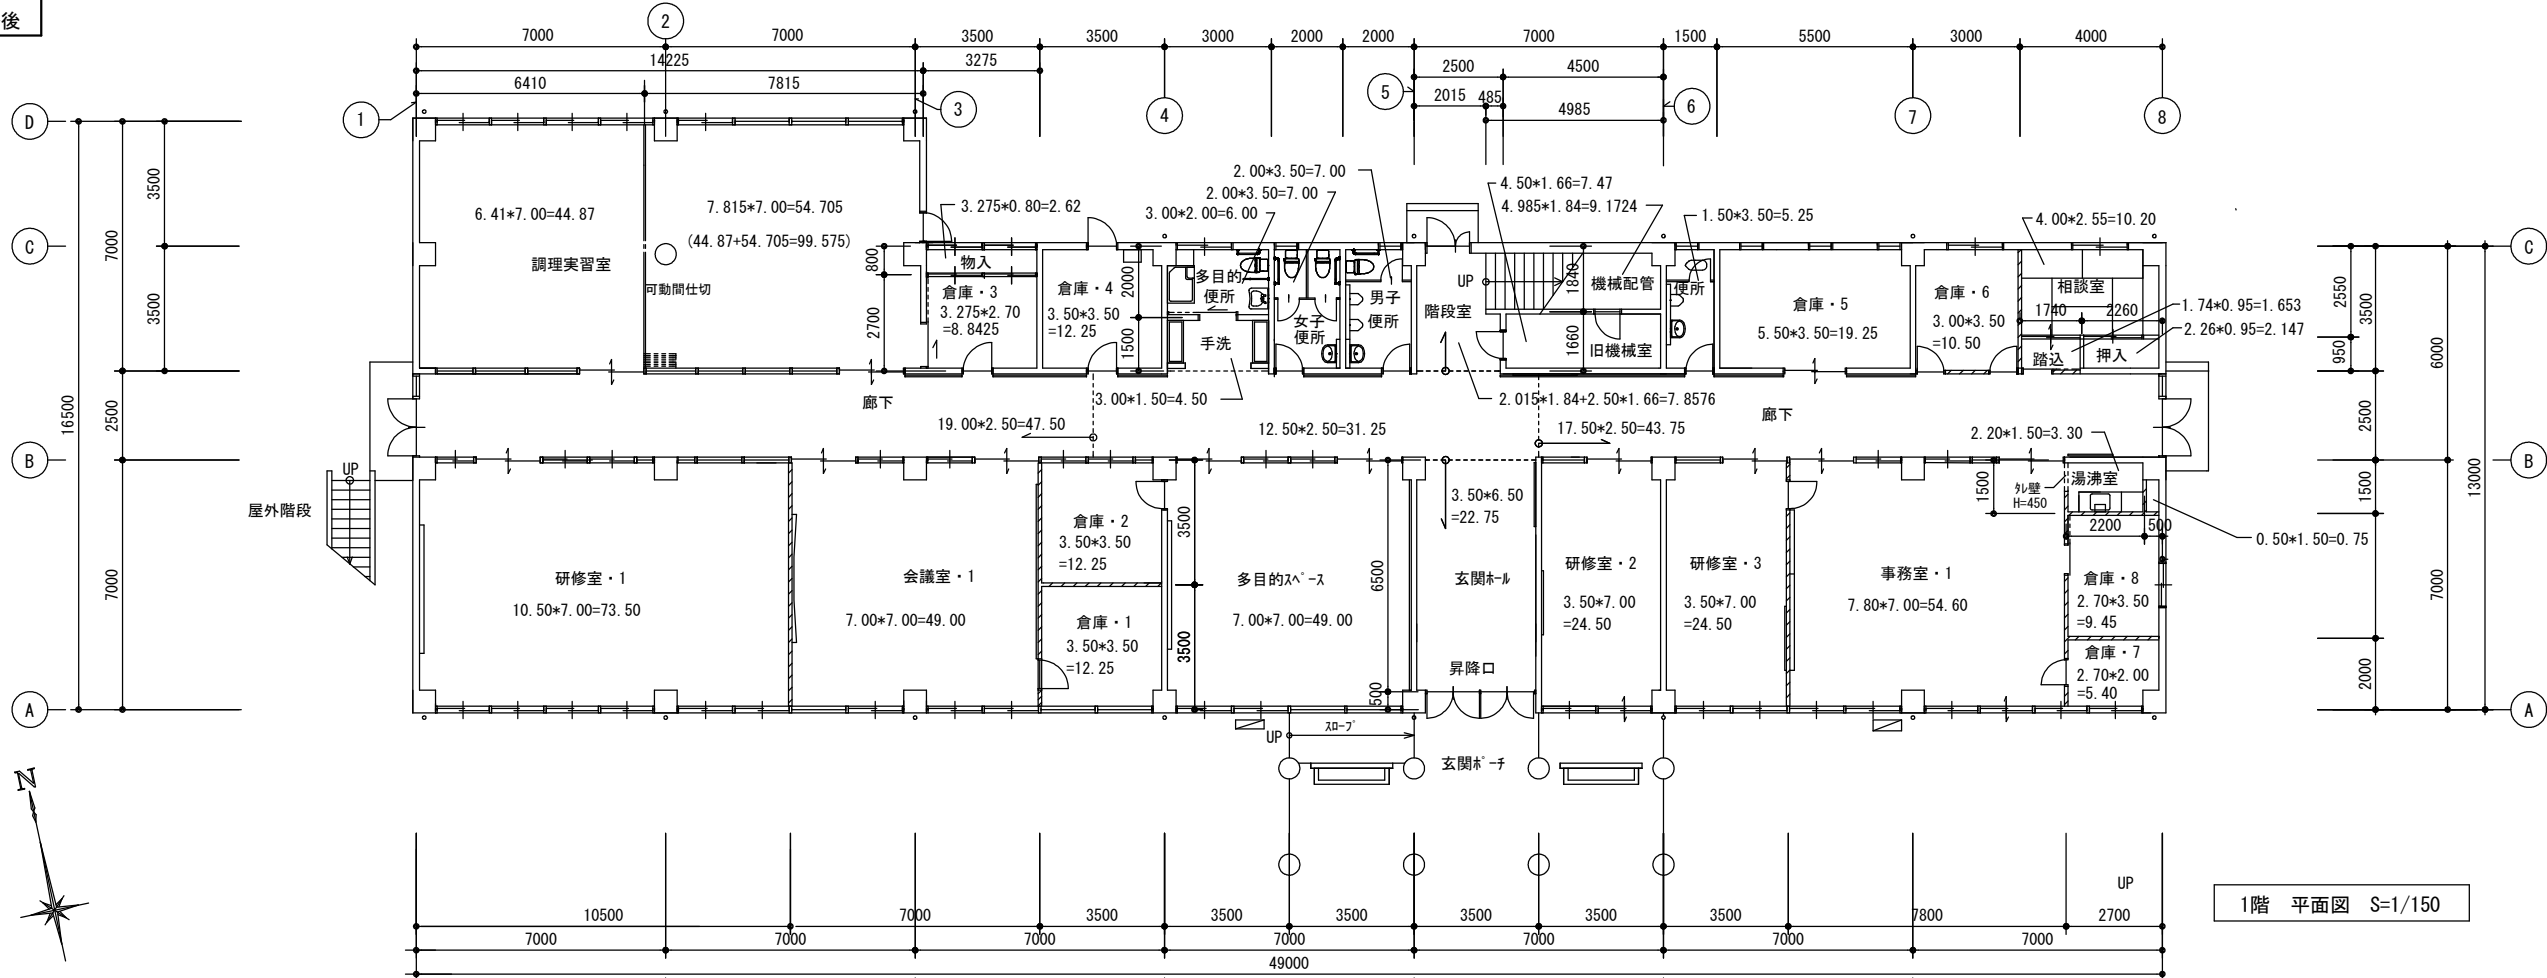 後
2
7000 7000 3500 3500 3000 2000 2000 7000 1500 5500 3000 4000
14225 3275 2500 4500
6410 7815 2015 485
4985
1 3 4 5 6 7 8
D
C
B
A
D
C
B
A
16500
7000
2500
7000
3500
3500
6.41*7.00=44.87
7.815*7.00=54.705
(44.87+54.705=99.575)
調理実習室
可動間仕切
3.275*0.80=2.62
物入
800
2700
倉庫・3
3.275*2.70
=8.8425
倉庫・4
3.50*3.50
=12.25
2000
1500
2.00*3.50=7.00
2.00*3.50=7.00
3.00*2.00=6.00
多目的
便所
手洗
女子
便所
男子
便所
3.00*1.50=4.50
階段室
UP
4.50*1.66=7.47
4.985*1.84=9.1724
1840
1660
機械配管
旧機械室
2.015*1.84+2.50*1.66=7.8576
1.50*3.50=5.25
便所
倉庫・5
5.50*3.50=19.25
倉庫・6
3.00*3.50
=10.50
4.00*2.55=10.20
相談室
1740 2260
1.74*0.95=1.653
2.26*0.95=2.147
踏込
押入
2550
950
3500
6000
2500
1500
2000
7000
13000
廊下
19.00*2.50=47.50
12.50*2.50=31.25
17.50*2.50=43.75
廊下
UP
屋外階段
研修室・1
10.50*7.00=73.50
会議室・1
7.00*7.00=49.00
倉庫・2
3.50*3.50
=12.25
倉庫・1
3.50*3.50
=12.25
3500
3500
多目的ｽﾍﾟｰｽ
7.00*7.00=49.00
6500
500
3.50*6.50
=22.75
玄関ﾎｰﾙ
昇降口
研修室・2
3.50*7.00
=24.50
研修室・3
3.50*7.00
=24.50
事務室・1
7.80*7.00=54.60
2.20*1.50=3.30
湯沸室
1500
ﾀﾚ壁
H=450
2200 500
0.50*1.50=0.75
倉庫・8
2.70*3.50
=9.45
倉庫・7
2.70*2.00
=5.40
UP
ｽﾛｰﾌﾟ
玄関ﾎﾟｰﾁ
N
UP
10500 7000 3500 3500 3500 3500 3500 3500 7800 2700
7000 7000 7000 7000 7000 7000 7000
49000
1階 平面図 S=1/150